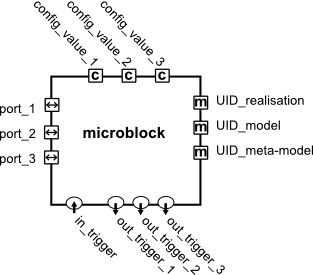 config_value_1
config_value_2
config_value_3
c c c
port_1
port_2
port_3
microblock
m UID_realisation
m UID_model
m UID_meta-model
in_trigger
out_trigger_1
out_trigger_2
out_trigger_3